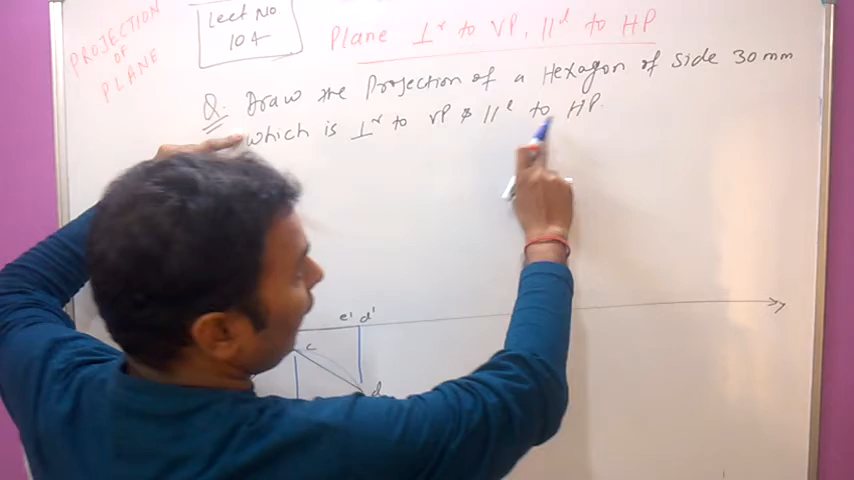 PROJECTION
OF
PLANE
Lect No
104
Plane ⊥r to VP, ||l to HP
Q. Draw the Projection of a Hexagon of side 30 mm
which is ⊥r to VP & ||l to HP.
e' d'
c
d